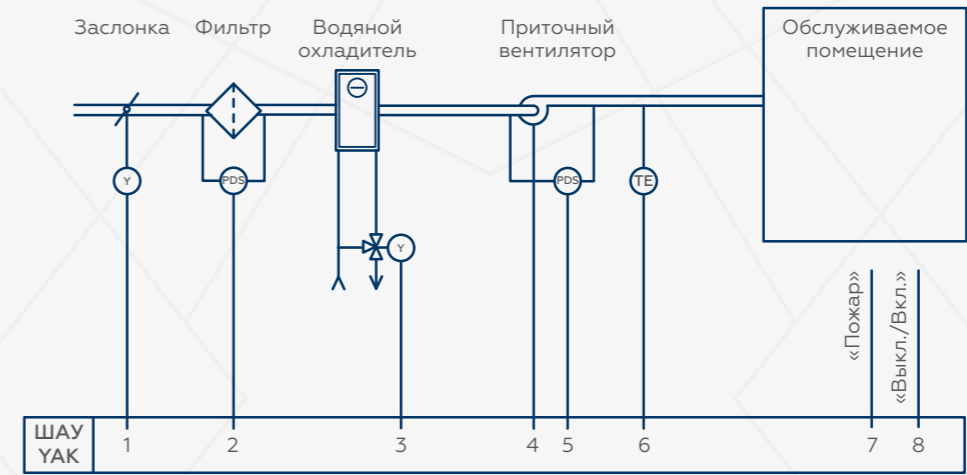 Заслонка
Фильтр
Водяной
охладитель
Приточный
вентилятор
Обслуживаемое
помещение
Y
PDS
PDS
TE
Y
«Пожар»
«Выкл./Вкл.»
ШАУ
YAK
1
2
3
4
5
6
7
8